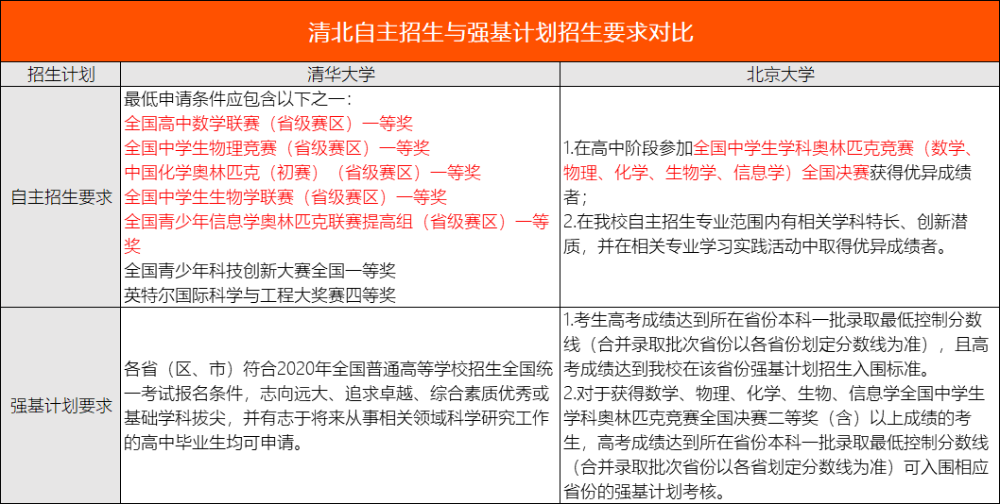 清北自主招生与强基计划招生要求对比
招生计划
清华大学
北京大学
自主招生要求
最低申请条件应包含以下之一：
全国高中数学联赛（省级赛区）一等奖
全国中学生物理竞赛（省级赛区）一等奖
中国化学奥林匹克（初赛）（省级赛区）一等奖
全国中学生生物学联赛（省级赛区）一等奖
全国青少年信息学奥林匹克联赛提高组（省级赛区）一等
奖
全国青少年科技创新大赛全国一等奖
英特尔国际科学与工程大奖赛四等奖
1.在高中阶段参加全国中学生学科奥林匹克竞赛（数学、
物理、化学、生物学、信息学）全国决赛获得优异成绩
者；
2.在我校自主招生专业范围内有相关学科特长、创新潜
质，并在相关专业学习实践活动中取得优异成绩者。
强基计划要求
各省（区、市）符合2020年全国普通高等学校招生全国统
一考试报名条件，志向远大、追求卓越、综合素质优秀或
基础学科拔尖，并有志于将来从事相关领域科学研究工作
的高中毕业生均可申请。
1.考生高考成绩达到所在省份本科一批录取最低控制分数
线（合并录取批次省份以各省份划定分数线为准），且高
考成绩达到我校在该省份强基计划招生入围标准。
2.对于获得数学、物理、化学、生物、信息学全国中学生
学科奥林匹克竞赛全国决赛二等奖（含）以上成绩的考
生，高考成绩达到所在省份本科一批录取最低控制分数线
（合并录取批次省份以各省划定分数线为准）可入围相应
省份的强基计划考核。